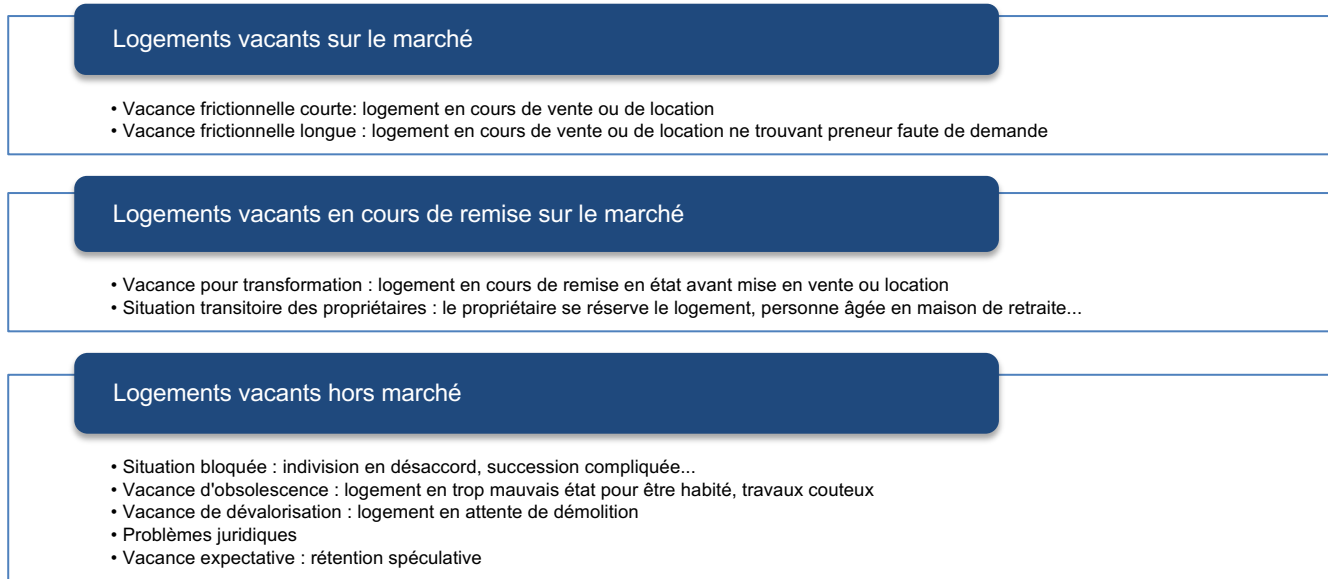 Logements vacants sur le marché
• Vacance frictionnelle courte: logement en cours de vente ou de location
• Vacance frictionnelle longue : logement en cours de vente ou de location ne trouvant preneur faute de demande
Logements vacants en cours de remise sur le marché
• Vacance pour transformation : logement en cours de remise en état avant mise en vente ou location
• Situation transitoire des propriétaires : le propriétaire se réserve le logement, personne âgée en maison de retraite...
Logements vacants hors marché
• Situation bloquée : indivision en désaccord, succession compliquée...
• Vacance d'obsolescence : logement en trop mauvais état pour être habité, travaux couteux
• Vacance de dévalorisation : logement en attente de démolition
• Problèmes juridiques
• Vacance expectative : rétention spéculative